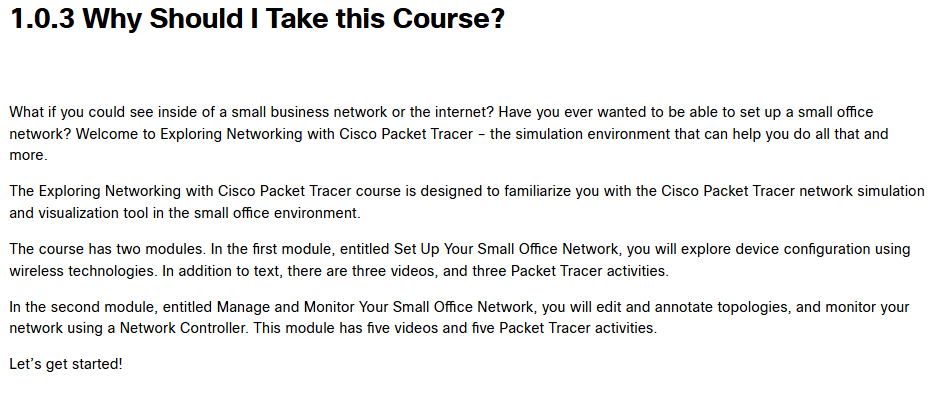 1.0.3 Why Should I Take this Course?
What if you could see inside of a small business network or the internet? Have you ever wanted to be able to set up a small office
network? Welcome to Exploring Networking with Cisco Packet Tracer – the simulation environment that can help you do all that and
more.
The Exploring Networking with Cisco Packet Tracer course is designed to familiarize you with the Cisco Packet Tracer network simulation
and visualization tool in the small office environment.
The course has two modules. In the first module, entitled Set Up Your Small Office Network, you will explore device configuration using
wireless technologies. In addition to text, there are three videos, and three Packet Tracer activities.
In the second module, entitled Manage and Monitor Your Small Office Network, you will edit and annotate topologies, and monitor your
network using a Network Controller. This module has five videos and five Packet Tracer activities.
Let’s get started!